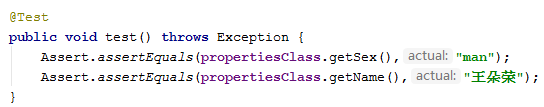 @Test
public void test() throws Exception {
Assert.assertEquals(propertiesClass.getSex(), actual: "man");
Assert.assertEquals(propertiesClass.getName(), actual: "王朵荣");
}